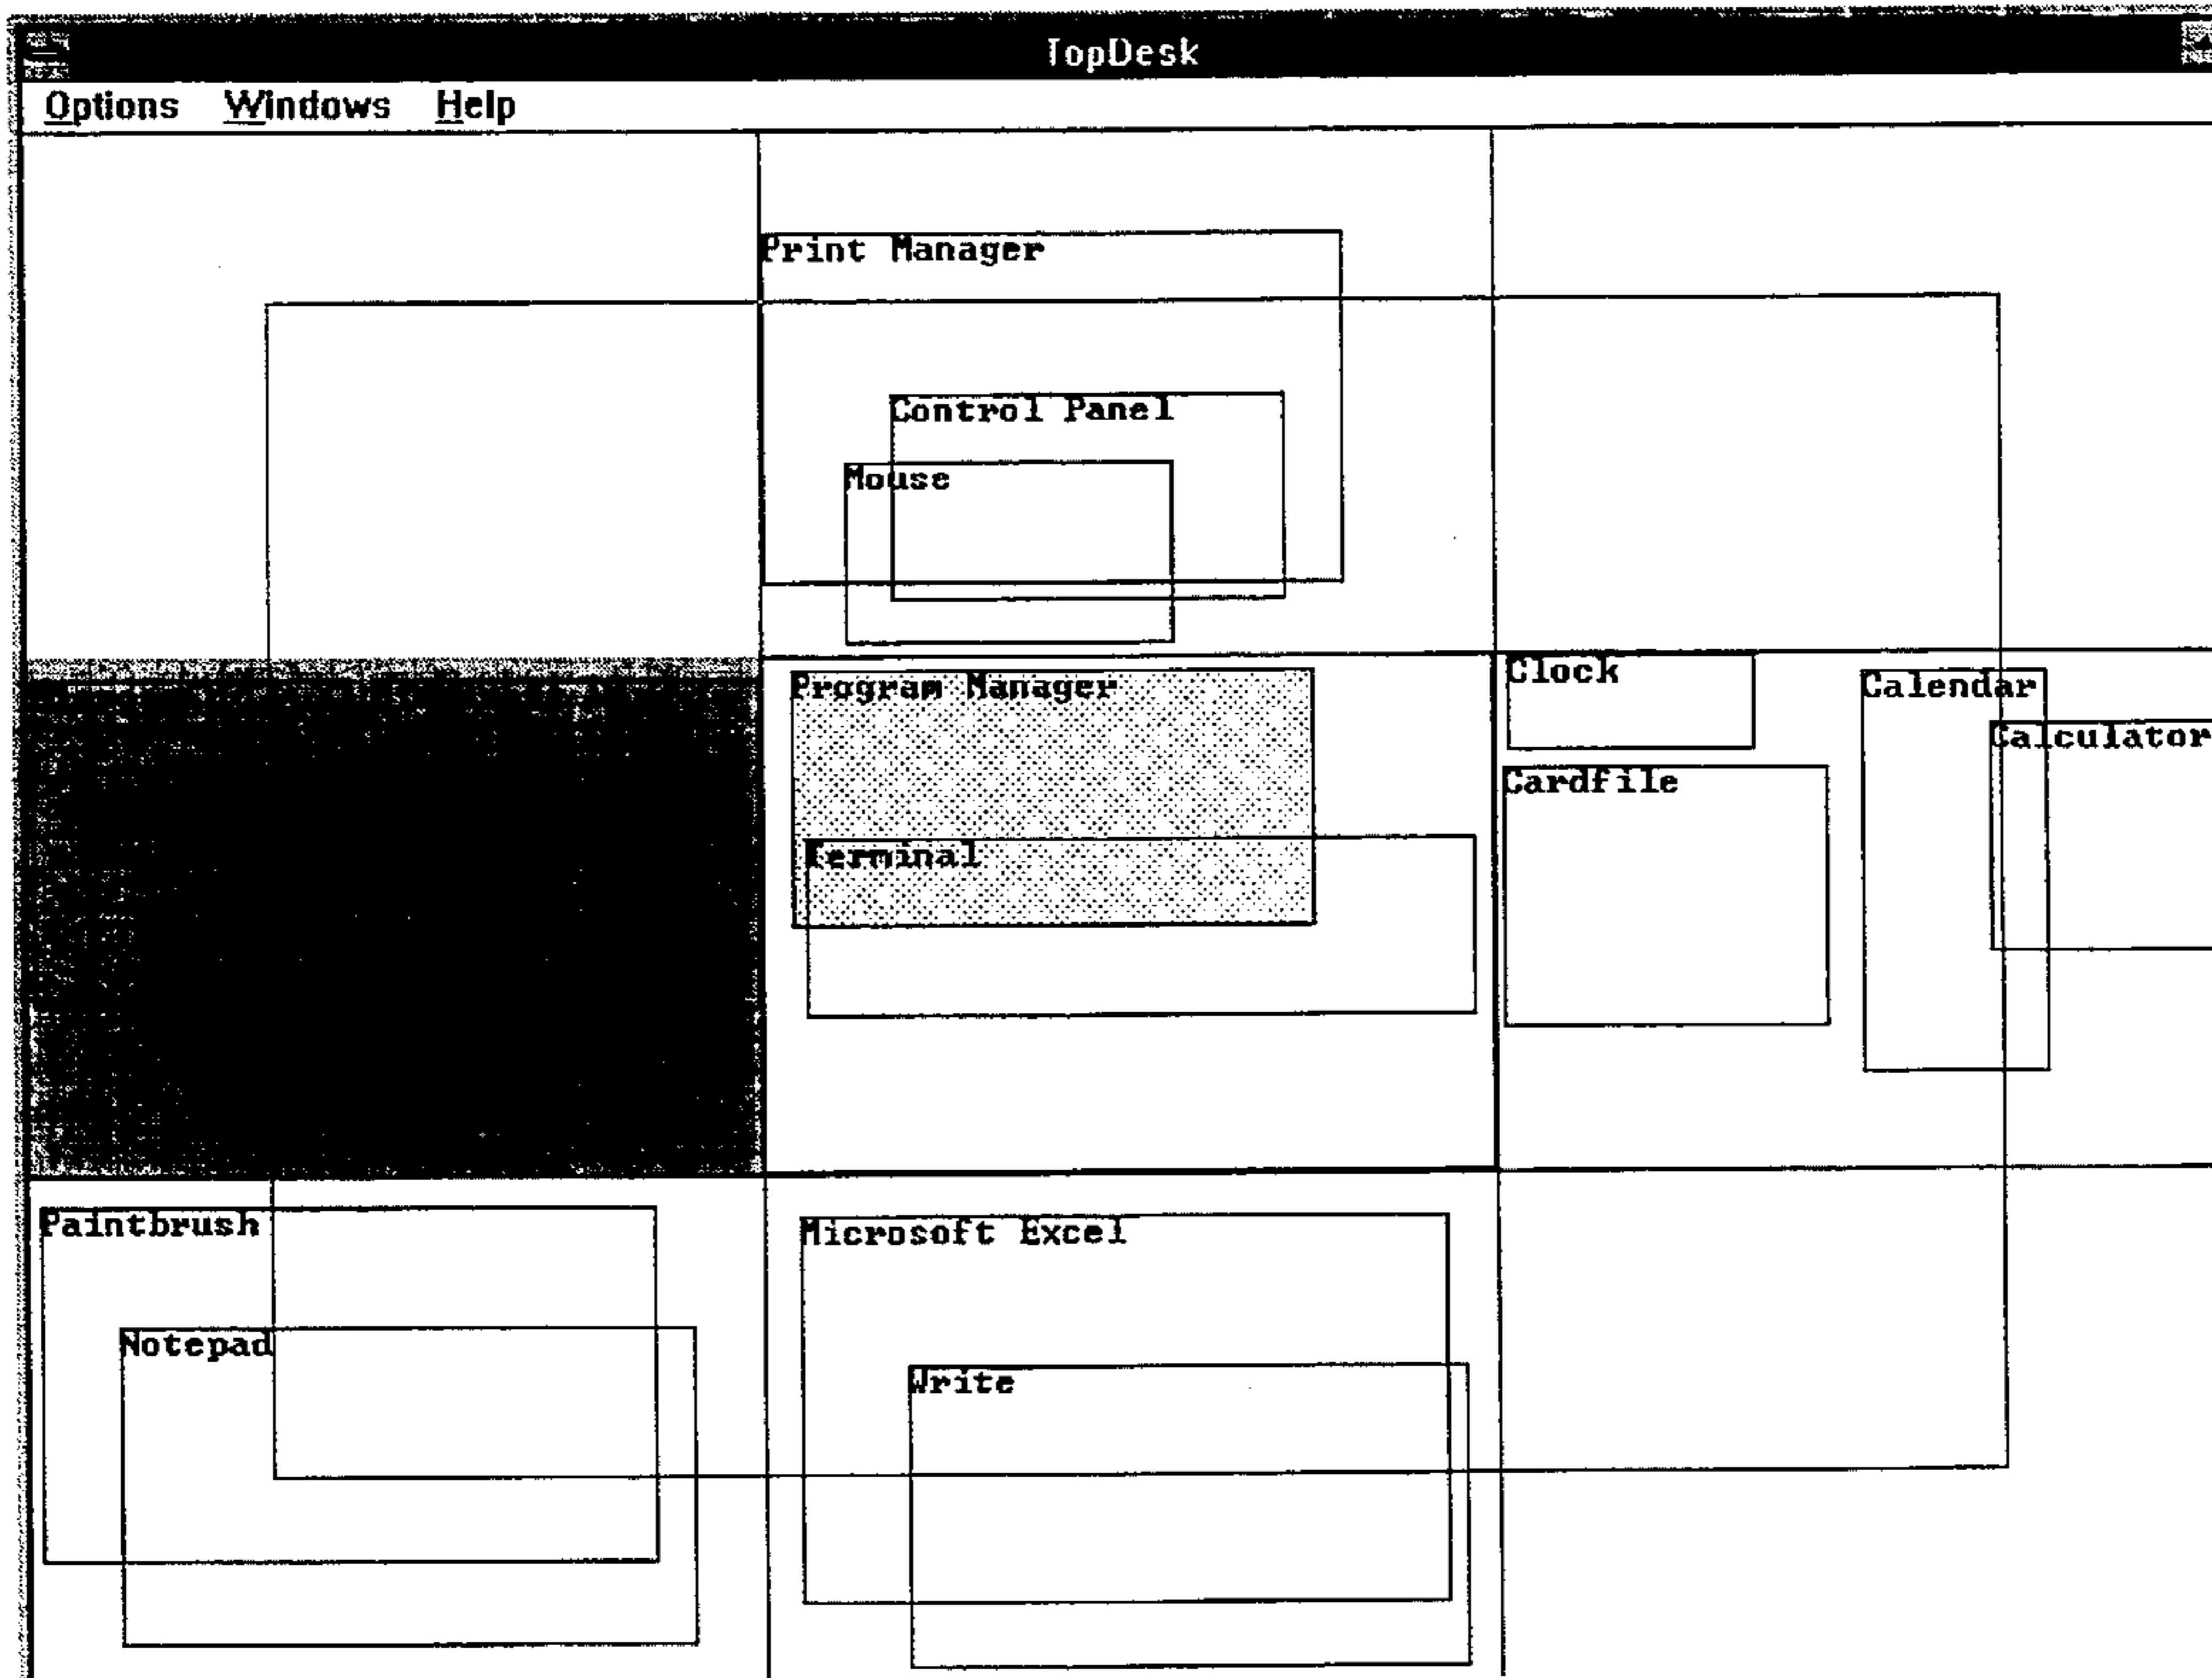 TopDesk
Options Windows Help
Print Manager
Control Panel
Mouse
Program Manager
Terminal
Clock
Calendar
Calculator
Cardfile
Paintbrush
Notepad
Microsoft Excel
Write